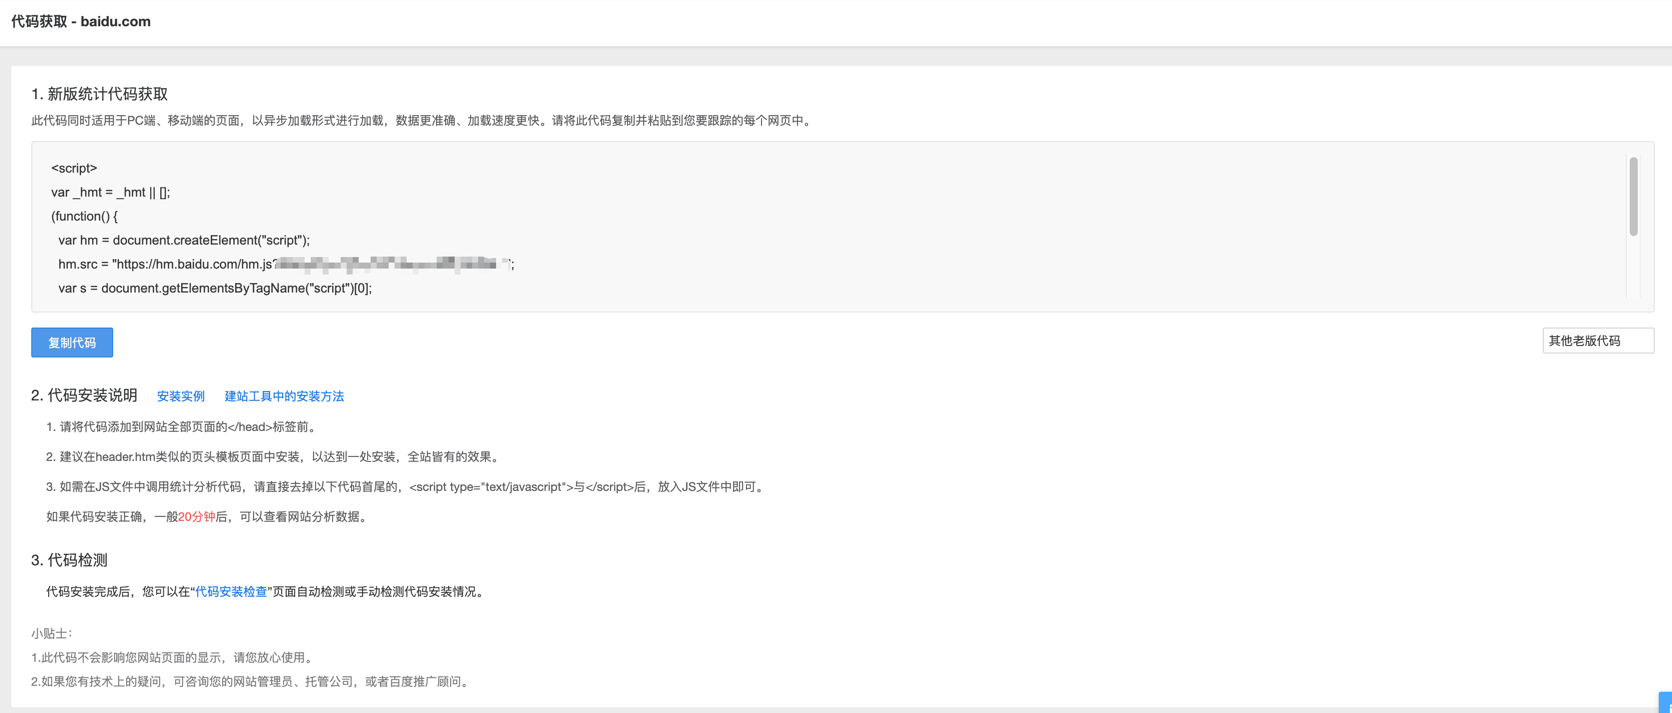 代码获取 - baidu.com
1. 新版统计代码获取
此代码同时适用于PC端、移动端的页面，以异步加载形式进行加载，数据更准确、加载速度更快。请将此代码复制并粘贴到您要跟踪的每个网页中。
<script>
var _hmt = _hmt || [];
(function() {
var hm = document.createElement("script");
hm.src = "https://hm.baidu.com/hm.js?";
var s = document.getElementsByTagName("script")[0];
复制代码
其他老版代码
2. 代码安装说明 安装实例 建站工具中的安装方法
1. 请将代码添加到网站全部页面的</head>标签前。
2. 建议在header.htm类似的页头模板页面中安装，以达到一处安装，全站皆有的效果。
3. 如需在JS文件中调用统计分析代码，请直接去掉以下代码首尾的，<script type="text/javascript">与</script>后，放入JS文件中即可。
如果代码安装正确，一般20分钟后，可以查看网站分析数据。
3. 代码检测
代码安装完成后，您可以在“代码安装检查”页面自动检测或手动检测代码安装情况。
小贴士：
1.此代码不会影响您网站页面的显示，请您放心使用。
2.如果您有技术上的疑问，可咨询您的网站管理员、托管公司，或者百度推广顾问。